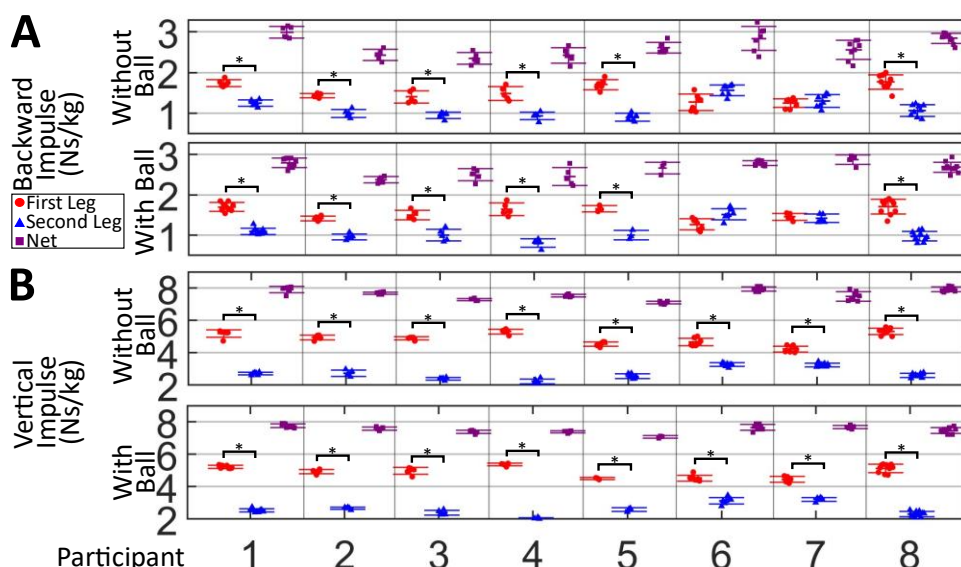 A
Backward
Impulse
(Ns/kg)
Without
Ball
3
2
1
* * * * * *
With Ball
3
2
1
* * * * * *
First Leg
Second Leg
Net
B
Vertical
Impulse
(Ns/kg)
Without
Ball
8
6
4
2
* * * * * * * *
With
Ball
8
6
4
2
* * * * * * * *
Participant 1 2 3 4 5 6 7 8